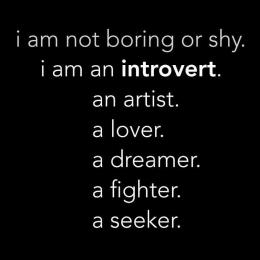 i am not boring or shy.
i am an introvert.
an artist.
a lover.
a dreamer.
a fighter.
a seeker.